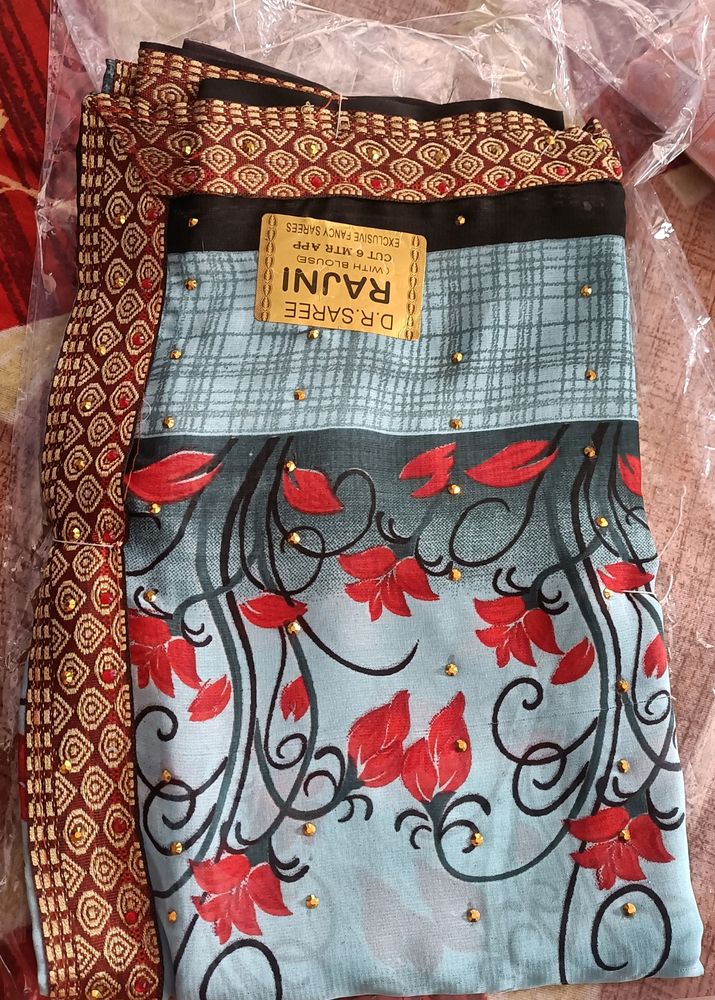 D.R.SAREE
RAJNI
(WITH BLOUSE)
CUT 6 MTR APP
EXCLUSIVE FANCY SAREES